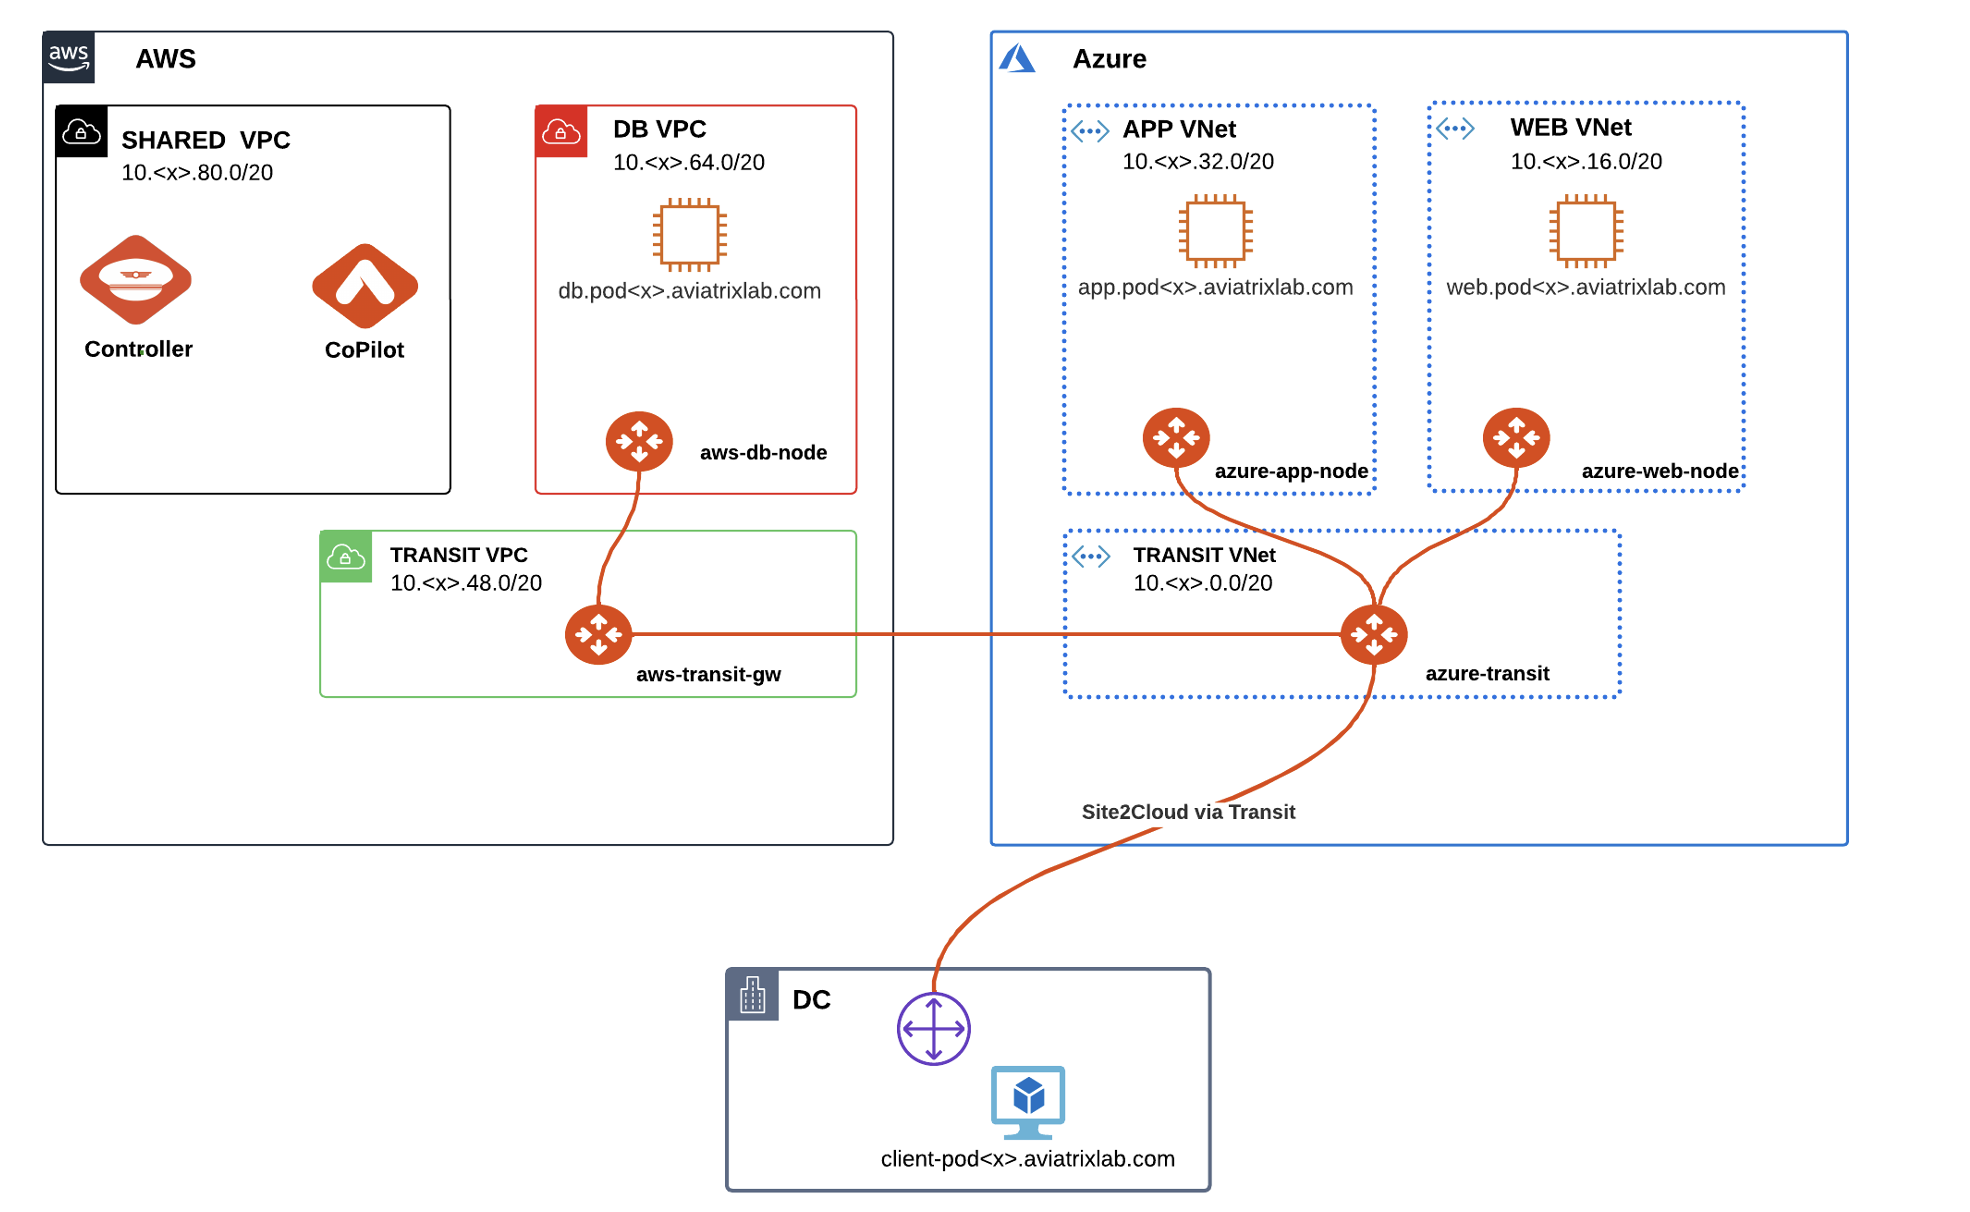 aws
AWS
SHARED VPC
10.<x>.80.0/20
Controller
CoPilot
DB VPC
10.<x>.64.0/20
db.pod<x>.aviatrixlab.com
aws-db-node
TRANSIT VPC
10.<x>.48.0/20
aws-transit-gw
Azure
APP VNet
10.<x>.32.0/20
app.pod<x>.aviatrixlab.com
azure-app-node
WEB VNet
10.<x>.16.0/20
web.pod<x>.aviatrixlab.com
azure-web-node
TRANSIT VNet
10.<x>.0.0/20
azure-transit
Site2Cloud via Transit
DC
client-pod<x>.aviatrixlab.com